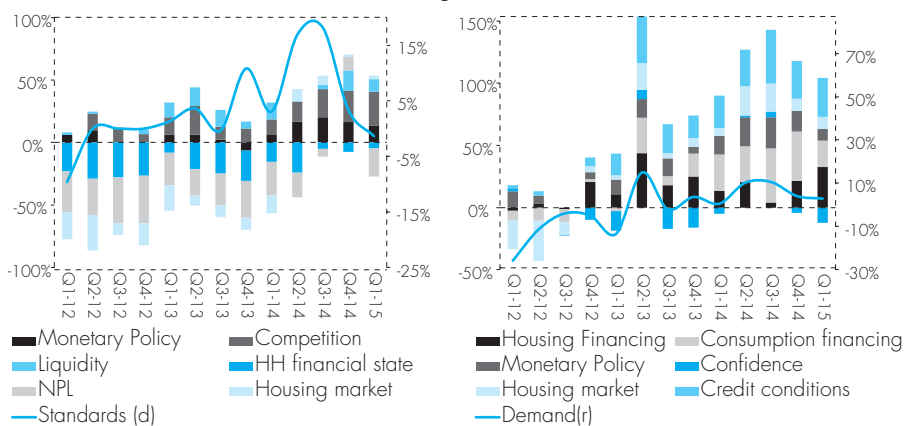 100%
50%
0%
-50%
-100%
15%
5%
-5%
-15%
-25%
Q1-12
Q2-12
Q3-12
Q4-12
Q1-13
Q2-13
Q3-13
Q4-13
Q1-14
Q2-14
Q3-14
Q4-14
Q1-15
Monetary Policy
Competition
Liquidity
HH financial state
NPL
Housing market
Standards (d)
150%
100%
50%
0%
-50%
70%
50%
30%
10%
-10%
-30%
Q1-12
Q2-12
Q3-12
Q4-12
Q1-13
Q2-13
Q3-13
Q4-13
Q1-14
Q2-14
Q3-14
Q4-14
Q1-15
Housing Financing
Consumption financing
Monetary Policy
Confidence
Housing market
Credit conditions
Demand(r)